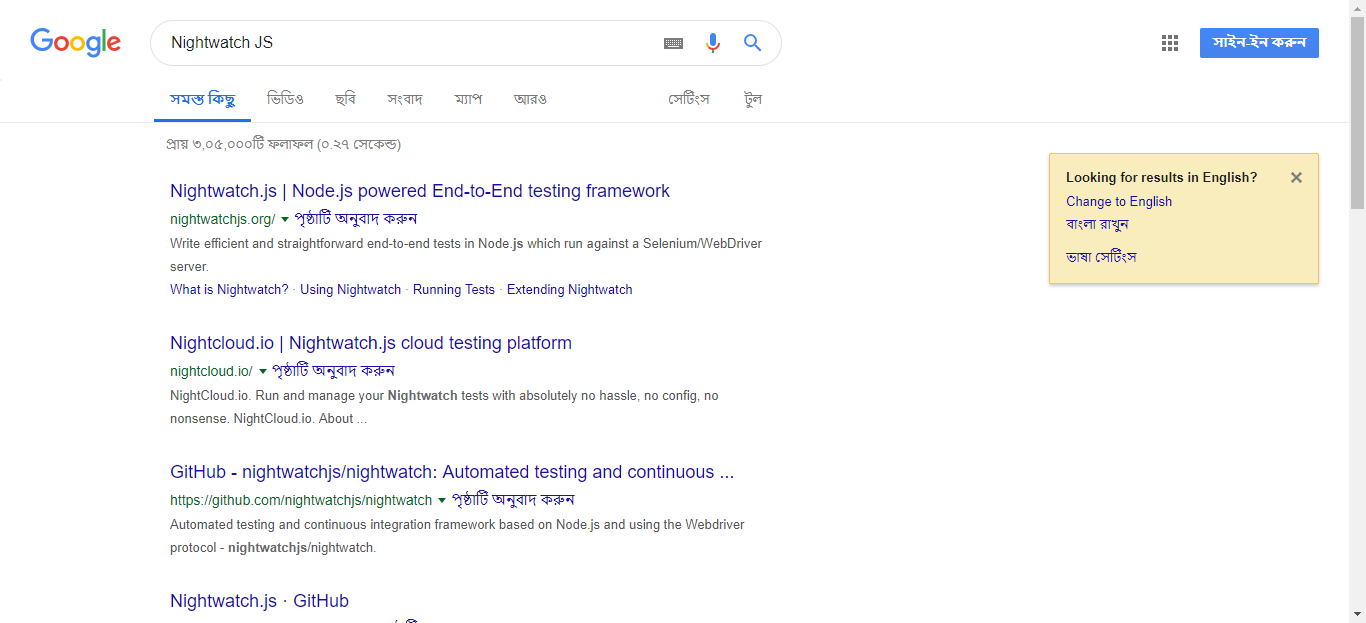 Google
Nightwatch JS
সাইন-ইন করুন
সমস্ত কিছু ভিডিও ছবি সংবাদ ম্যাপ আরও সেটিংস টুল
প্রায় ৩,০৫,০০০টি ফলাফল (০.২৭ সেকেন্ড)
Nightwatch.js | Node.js powered End-to-End testing framework
nightwatchjs.org/ পৃষ্ঠাটি অনুবাদ করুন
Write efficient and straightforward end-to-end tests in Node.js which run against a Selenium/WebDriver
server.
What is Nightwatch? · Using Nightwatch · Running Tests · Extending Nightwatch
Nightcloud.io | Nightwatch.js cloud testing platform
nightcloud.io/ পৃষ্ঠাটি অনুবাদ করুন
NightCloud.io. Run and manage your Nightwatch tests with absolutely no hassle, no config, no
nonsense. NightCloud.io. About ...
GitHub - nightwatchjs/nightwatch: Automated testing and continuous ...
https://github.com/nightwatchjs/nightwatch পৃষ্ঠাটি অনুবাদ করুন
Automated testing and continuous integration framework based on Node.js and using the Webdriver
protocol - nightwatchjs/nightwatch.
Nightwatch.js · GitHub
Looking for results in English?
Change to English
বাংলা রাখুন
ভাষা সেটিংস